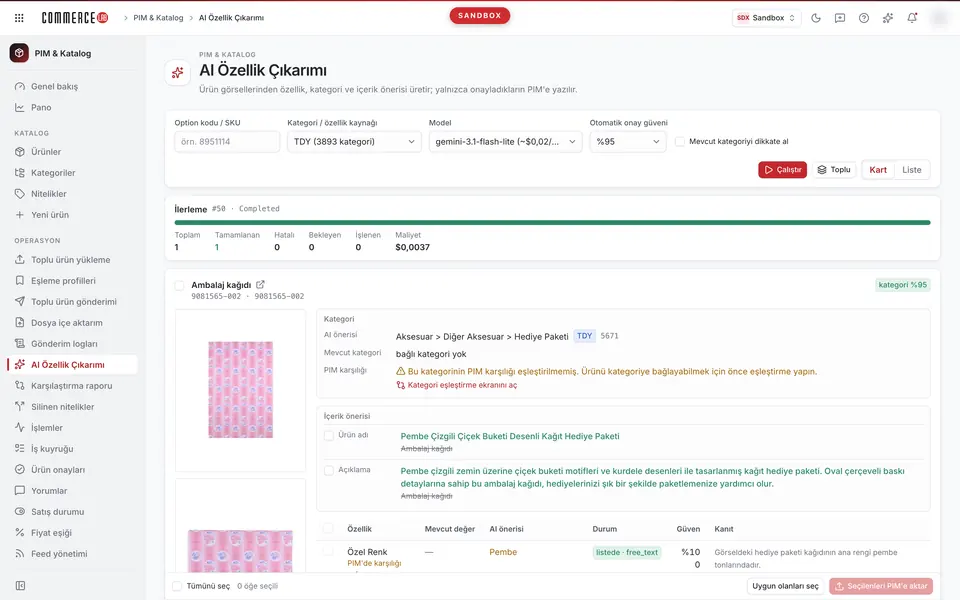 COMMERCE LAB
PIM & Katalog
AI Özellik Çıkarımı
SANDBOX
SDX Sandbox
PIM & Katalog
Genel bakış
Pano
KATALOG
Ürünler
Kategoriler
Nitelikler
Yeni ürün
OPERASYON
Toplu ürün yükleme
Eşleme profilleri
Toplu ürün gönderimi
Dosya içe aktarım
Gönderim logları
AI Özellik Çıkarımı
Karşılaştırma raporu
Silinen nitelikler
İşlemler
İş kuyruğu
Ürün onayları
Yorumlar
Satış durumu
Fiyat eşiği
Feed yönetimi
PIM & KATALOG
AI Özellik Çıkarımı
Ürün görsellerinden özellik, kategori ve içerik önerisi üretir; yalnızca onayladıkların PIM'e yazılır.
Option kodu / SKU
Kategori / özellik kaynağı
Model
Otomatik onay güveni
örn. 8951114
TDY (3893 kategori)
gemini-3.1-flash-lite (~$0,02/...
%95
Mevcut kategoriyi dikkate al
Çalıştır
Toplu
Kart
Liste
İlerleme #50 · Completed
Toplam
Tamamlanan
Hatalı
Bekleyen
İşlenen
Maliyet
1
1
0
0
0
$0,0037
Ambalaj kağıdı
9081565-002 · 9081565-002
kategori %95
Kategori
AI önerisi
Aksesuar > Diğer Aksesuar > Hediye Paketi TDY 5671
Mevcut kategori
bağlı kategori yok
PIM karşılığı
Bu kategorinin PIM karşılığı eşleştirilmemiş. Ürünü kategoriye bağlayabilmek için önce eşleştirme yapın.
Kategori eşleştirme ekranını aç
İçerik önerisi
Ürün adı
Pembe Çizgili Çiçek Buketi Desenli Kağıt Hediye Paketi
Ambalaj kağıdı
Açıklama
Pembe çizgili zemin üzerine çiçek buketi motifleri ve kurdele desenleri ile tasarlanmış kağıt hediye paketi. Oval çerçeveli baskı
detaylarına sahip bu ambalaj kağıdı, hediyelerinizi şık bir şekilde paketlemenize yardımcı olur.
Ambalaj kağıdı
Özellik
Mevcut değer
AI önerisi
Durum
Güven
Kanıt
Özel Renk
—
Pembe
listede · free_text
%10
0
Görseldeki hediye paketi kağıdının ana rengi pembe
tonlarındadır.
PIM'de karşılığı
Tümünü seç
0 öğe seçili
Uygun olanları seç
Seçilenleri PIM'e aktar